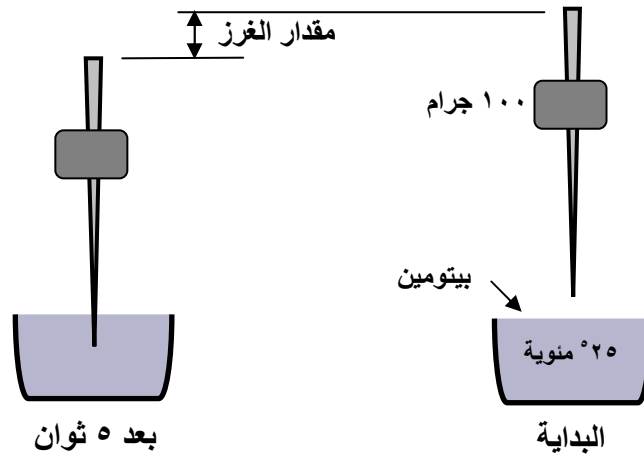 مقدار الغرز
١٠٠ جرام
بيتومين
٢٥ ° مئوية
البداية
بعد ٥ ثوان